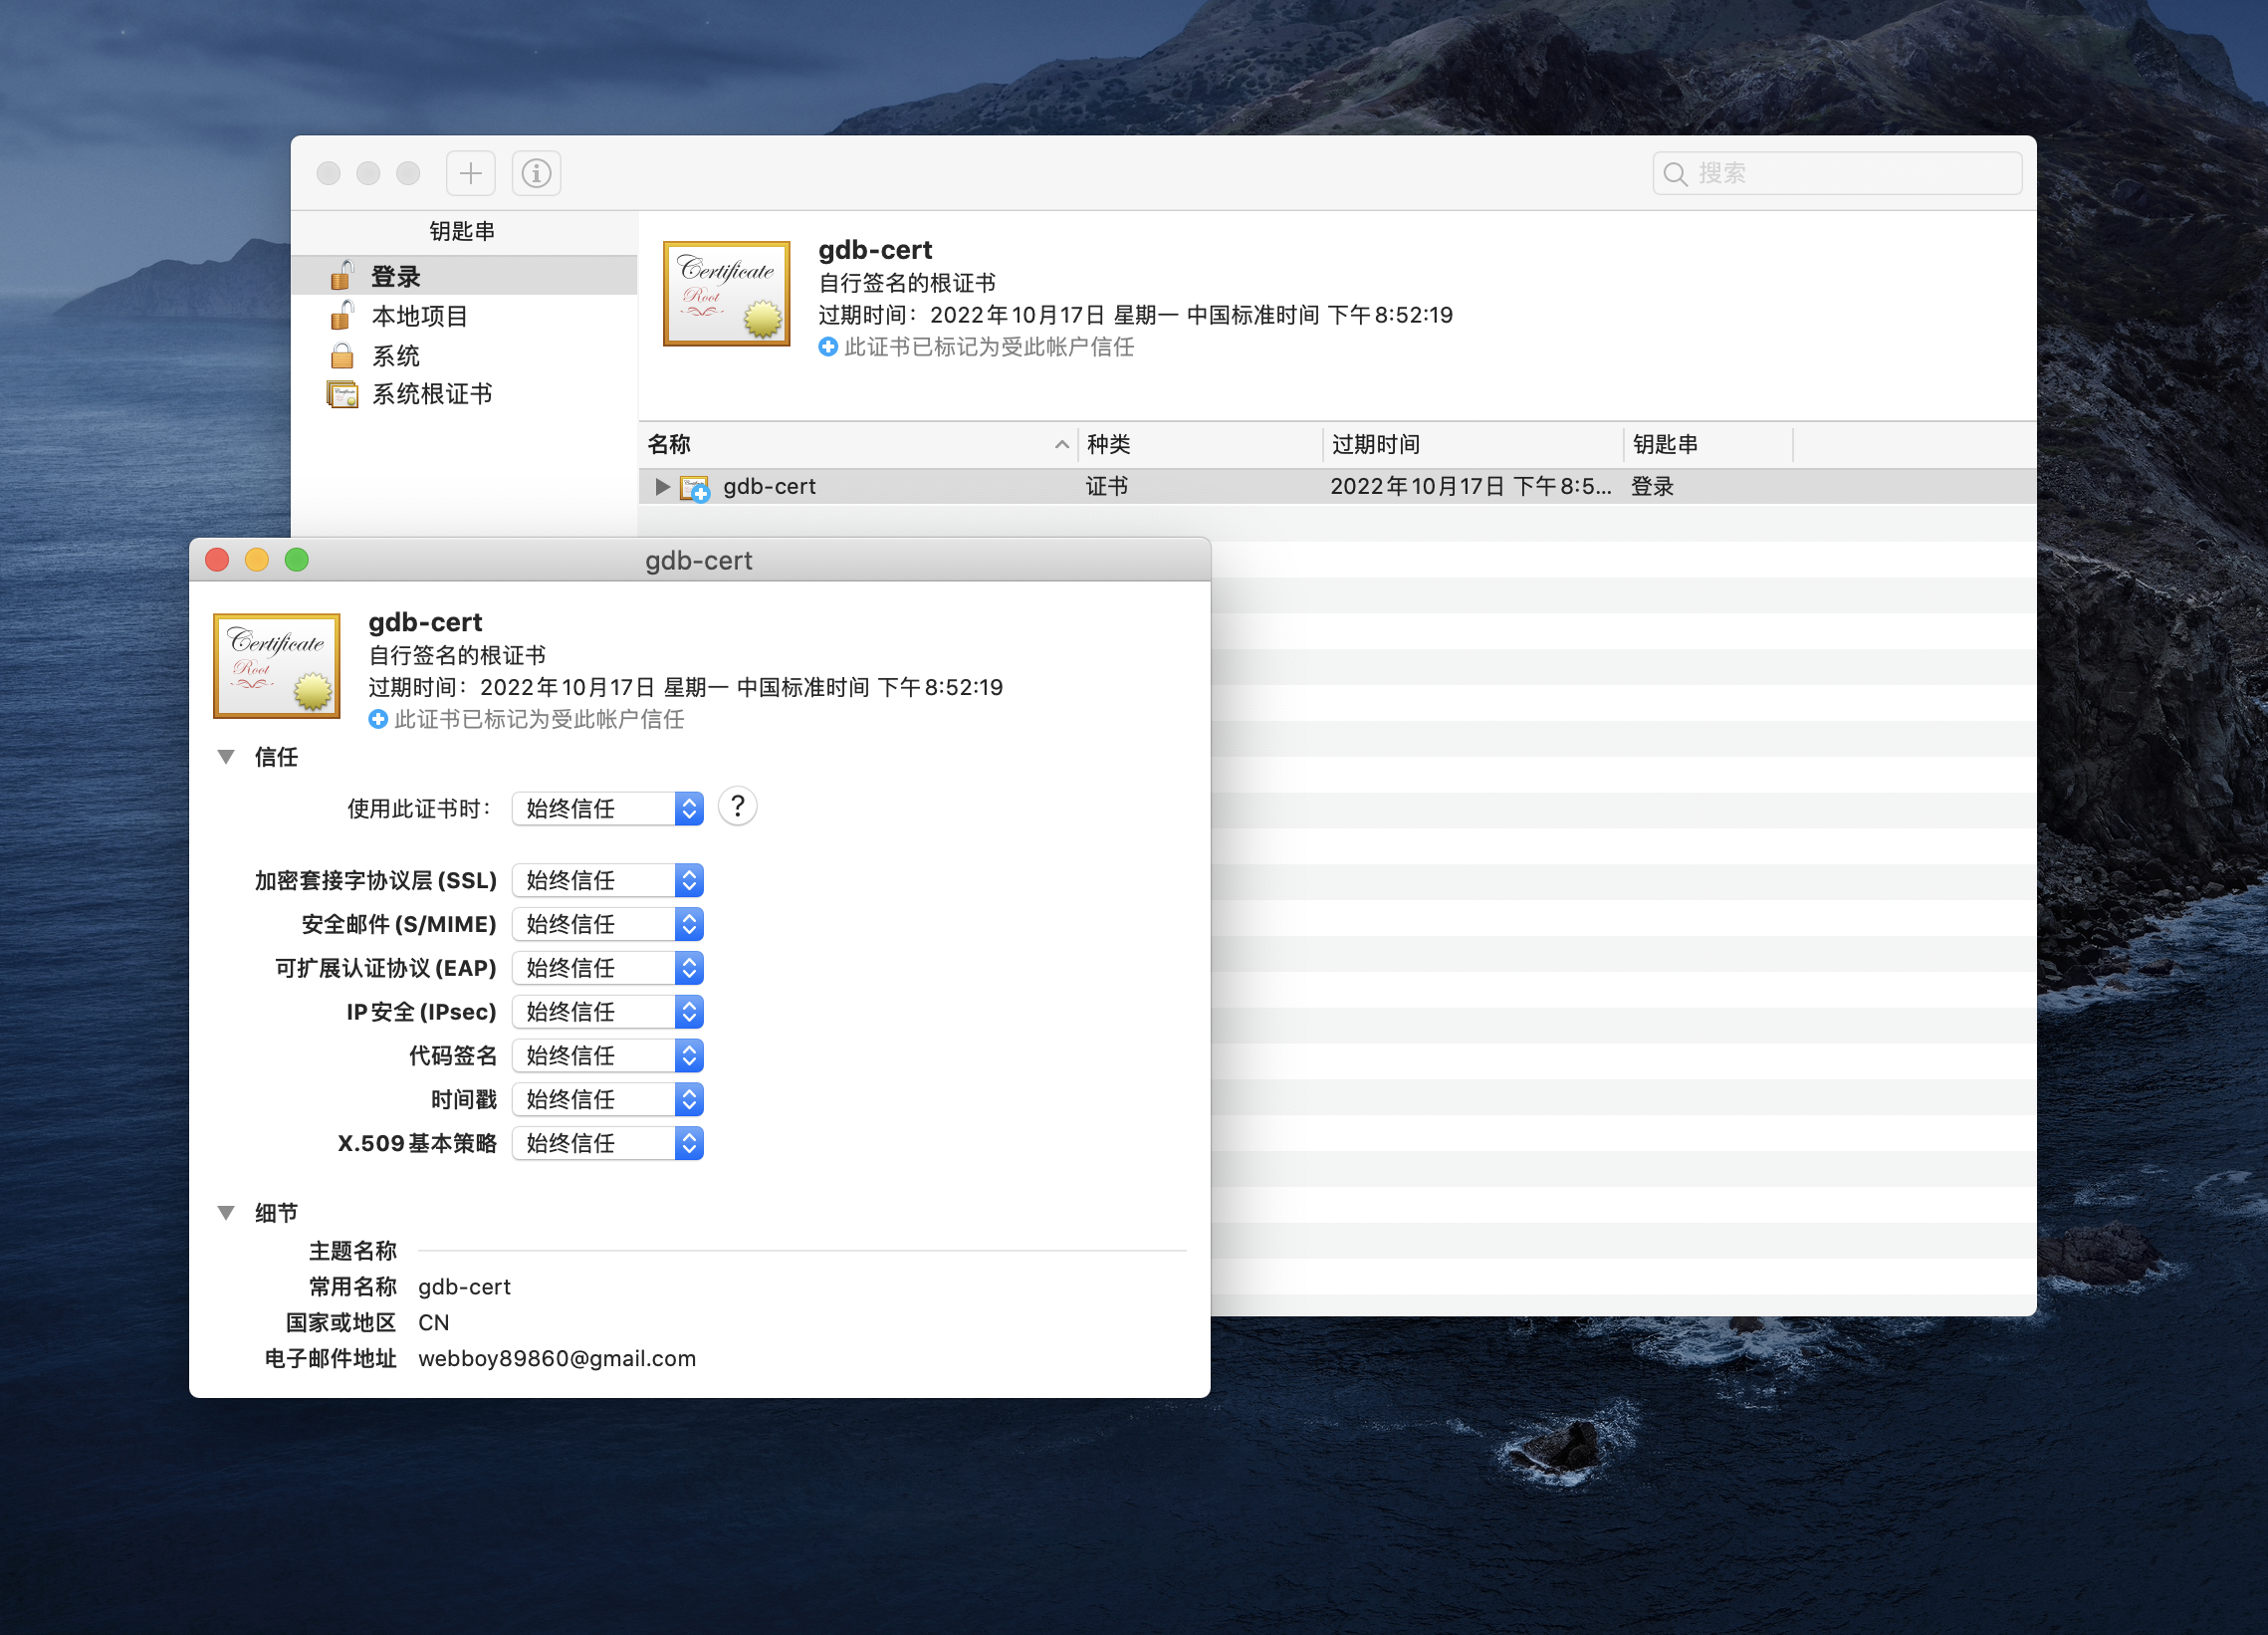 搜索
钥匙串
登录
本地项目
系统
系统根证书
Certificate
Root
gdb-cert
自行签名的根证书
过期时间：2022年10月17日 星期一 中国标准时间 下午8:52:19
此证书已标记为受此帐户信任
名称 种类 过期时间 钥匙串
gdb-cert 证书 2022年10月17日 下午8:5... 登录
gdb-cert
Certificate
Root
gdb-cert
自行签名的根证书
过期时间：2022年10月17日 星期一 中国标准时间 下午8:52:19
此证书已标记为受此帐户信任
信任
使用此证书时： 始终信任 ?
加密套接字协议层 (SSL) 始终信任
安全邮件 (S/MIME) 始终信任
可扩展认证协议 (EAP) 始终信任
IP 安全 (IPsec) 始终信任
代码签名 始终信任
时间戳 始终信任
X.509 基本策略 始终信任
细节
主题名称
常用名称 gdb-cert
国家或地区 CN
电子邮件地址 webboy89860@gmail.com